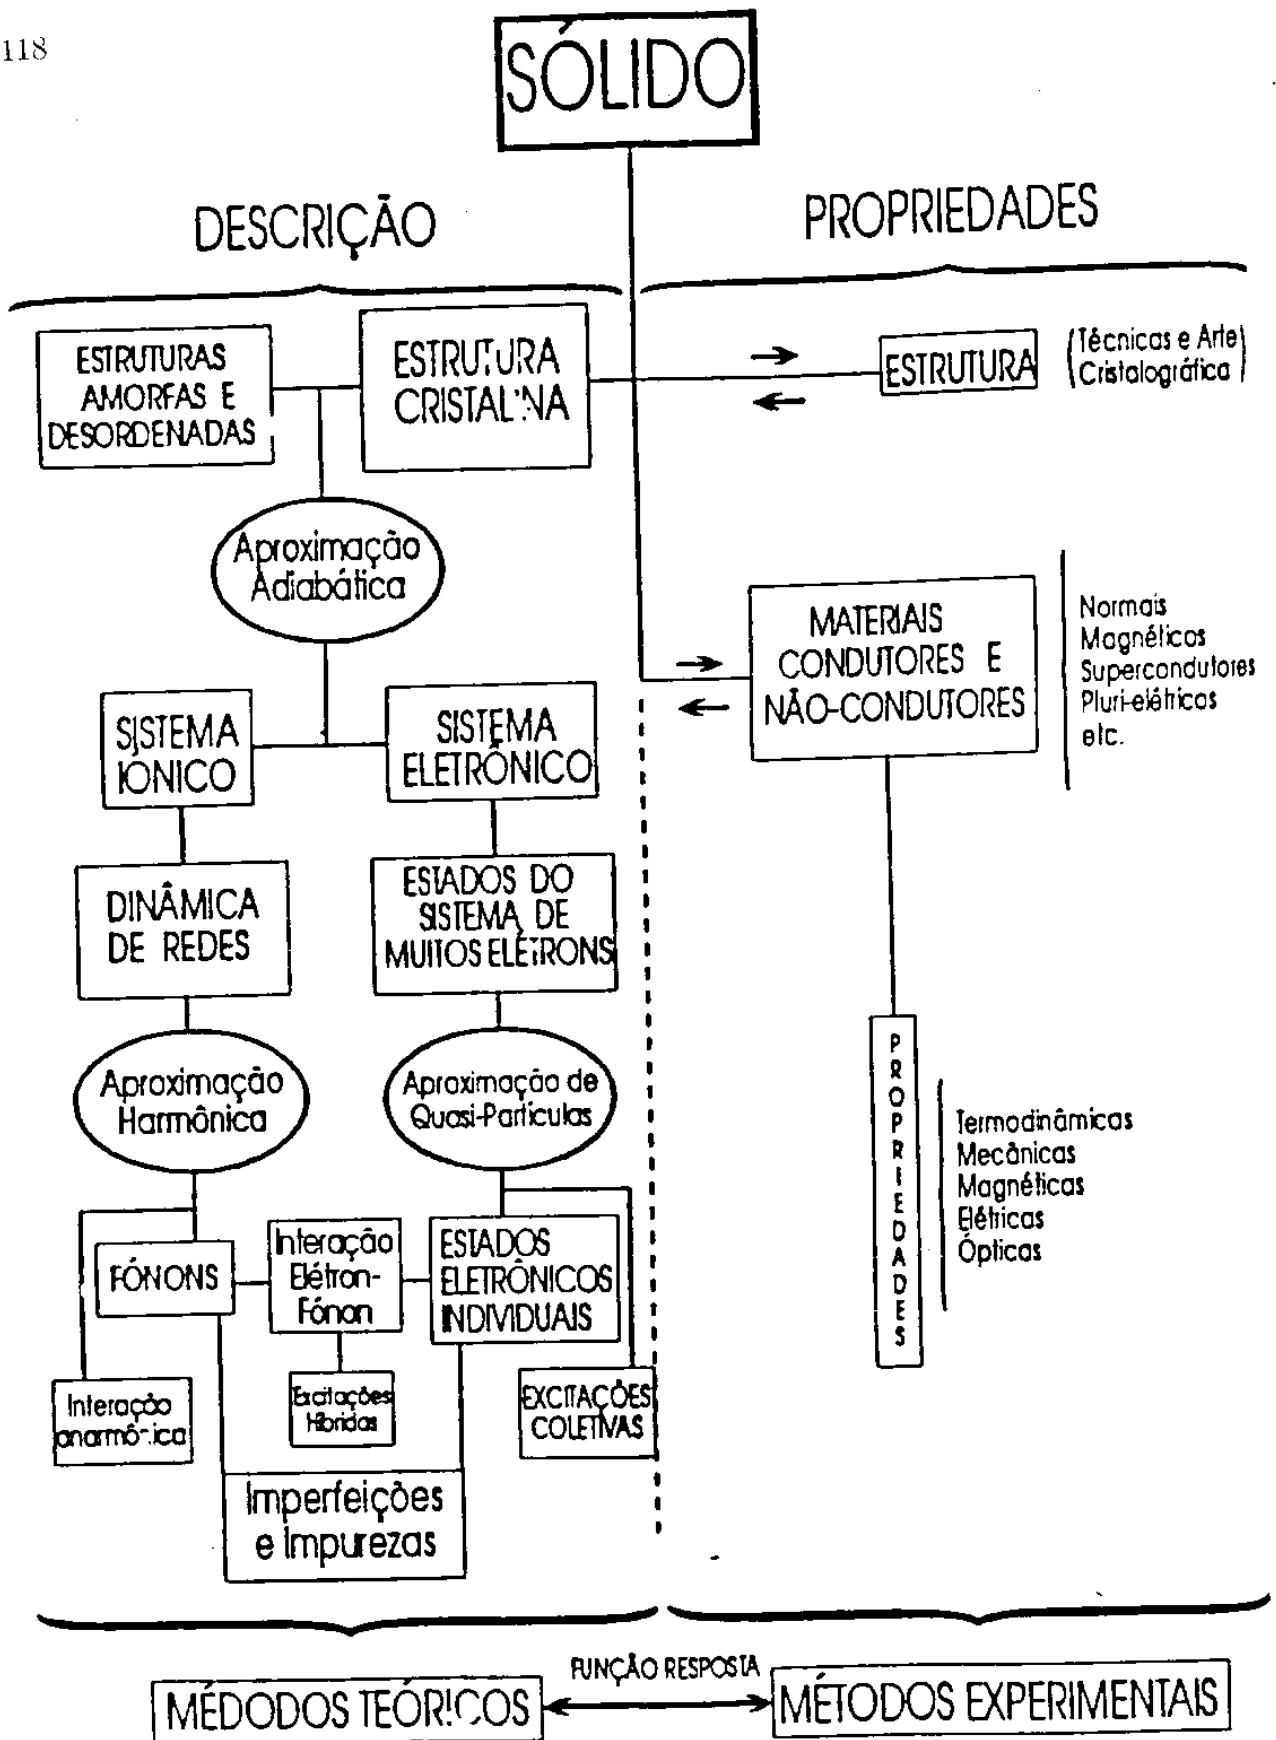 118
SÓLIDO
DESCRIÇÃO
PROPRIEDADES
ESTRUTURAS
AMORFAS E
DESORDENADAS
ESTRUTURA
CRISTALINA
ESTRUTURA
(Técnicas e Arte
Cristalográfica)
Aproximação
Adiabática
MATERIAIS
CONDUTORES E
NÃO-CONDUTORES
Normais
Magnéticos
Supercondutores
Pluri-elétricos
etc.
SISTEMA
IÔNICO
SISTEMA
ELETRÔNICO
DINÂMICA
DE REDES
ESTADOS DO
SISTEMA DE
MUITOS ELÉTRONS
Aproximação
Harmônica
Aproximação de
Quasi-Partículas
PROPRIEDADES
Termodinâmicas
Mecânicas
Magnéticas
Elétricas
Ópticas
FÓNONS
Interação
Elétron-
Fónon
ESTADOS
ELETRÔNICOS
INDIVIDUAIS
Interação
anarmônica
Excitações
Híbridas
EXCITAÇÕES
COLETIVAS
Imperfeições
e Impurezas
FUNÇÃO RESPOSTA
MÉDODOS TEÓRICOS
MÉTODOS EXPERIMENTAIS